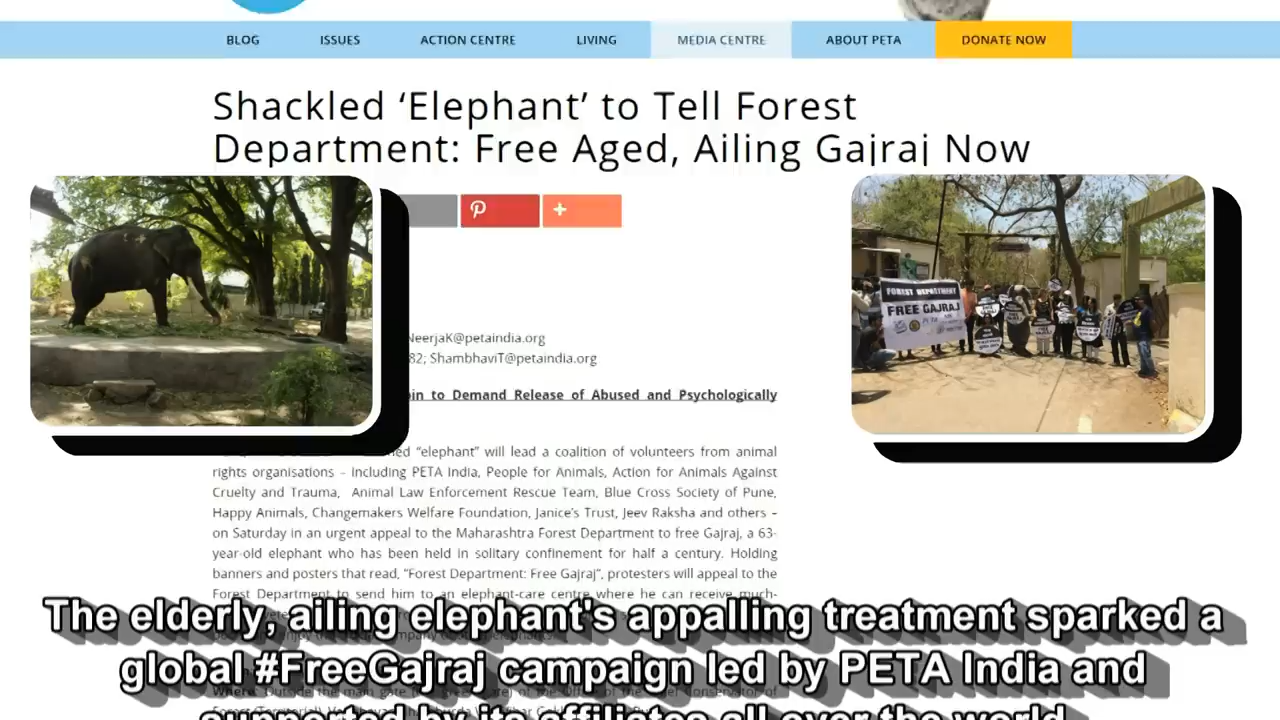 BLOG ISSUES ACTION CENTRE LIVING MEDIA CENTRE ABOUT PETA DONATE NOW
Shackled ‘Elephant’ to Tell Forest
Department: Free Aged, Ailing Gajraj Now
FOREST DEPARTMENT
FREE GAJRAJ
NeerjaK@petaindia.org
82; ShambhaviT@petaindia.org
to Demand Release of Abused and Psychologically
“elephant” will lead a coalition of volunteers from animal
rights organisations – including PETA India, People for Animals, Action for Animals Against
Cruelty and Trauma, Animal Law Enforcement Rescue Team, Blue Cross Society of Pune,
Happy Animals, Changemakers Welfare Foundation, Janice’s Trust, Jeev Raksha and others –
on Saturday in an urgent appeal to the Maharashtra Forest Department to free Gajraj, a 63-
year-old elephant who has been held in solitary confinement for half a century. Holding
banners and posters that read, “Forest Department: Free Gajraj”, protesters will appeal to the
Forest Department to send him to an elephant-care centre where he can receive much-
The elderly, ailing elephant's appalling treatment sparked a
global #FreeGajraj campaign led by PETA India and
supported by its affiliates all over the world